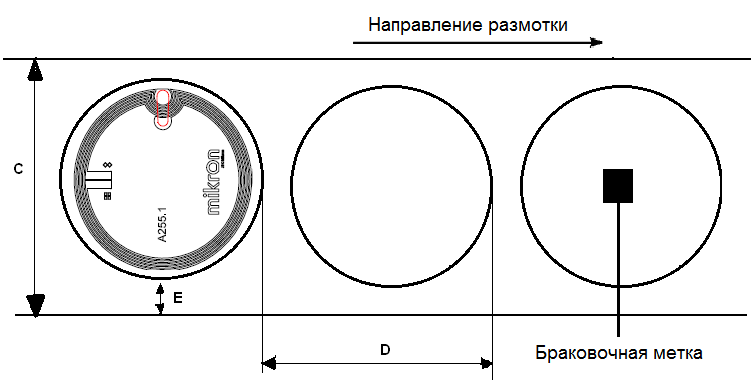 Направление размотки
C
mikron
A255.1
E
D
Браковочная метка